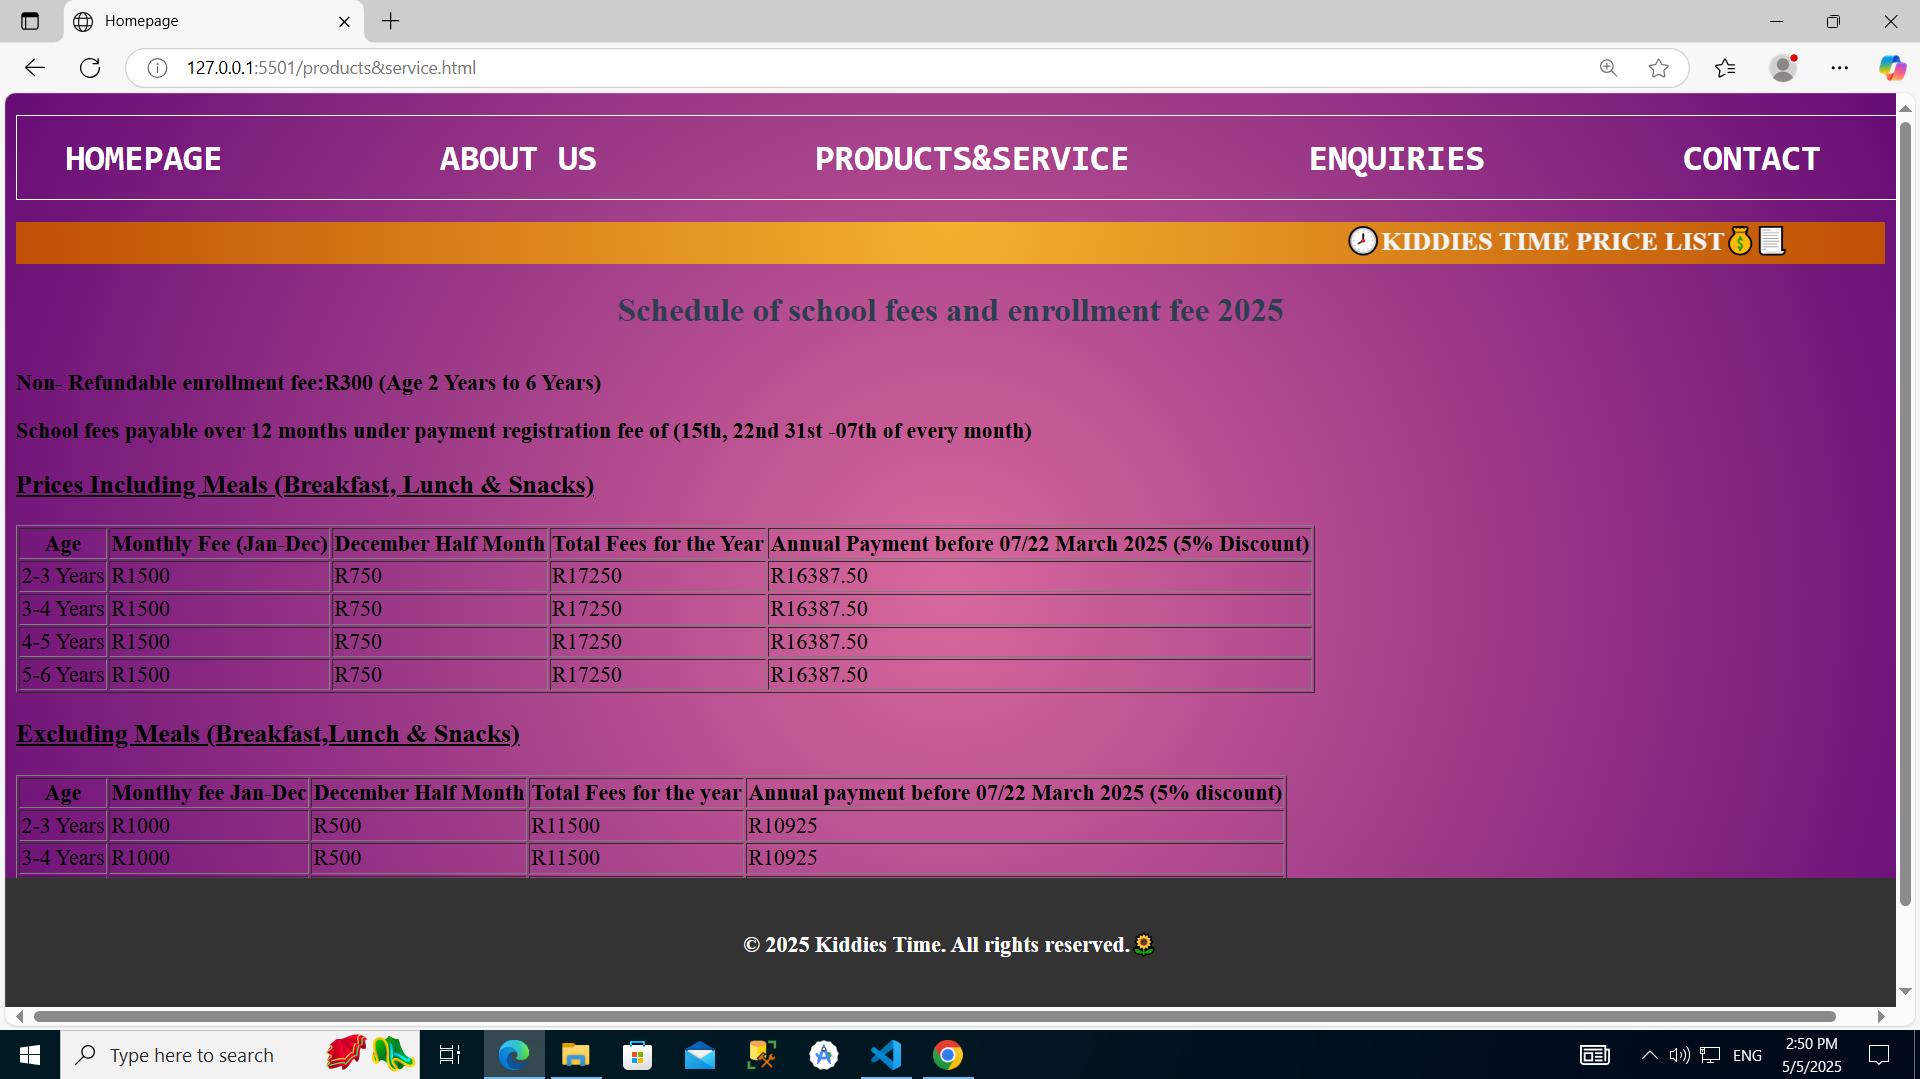 Homepage
127.0.0.1:5501/products&service.html
HOMEPAGE ABOUT US PRODUCTS&SERVICE ENQUIRIES CONTACT
🕗KIDDIES TIME PRICE LIST💰📃
Schedule of school fees and enrollment fee 2025
Non- Refundable enrollment fee:R300 (Age 2 Years to 6 Years)
School fees payable over 12 months under payment registration fee of (15th, 22nd 31st -07th of every month)
Prices Including Meals (Breakfast, Lunch & Snacks)
Age Monthly Fee (Jan-Dec) December Half Month Total Fees for the Year Annual Payment before 07/22 March 2025 (5% Discount)
2-3 Years R1500 R750 R17250 R16387.50
3-4 Years R1500 R750 R17250 R16387.50
4-5 Years R1500 R750 R17250 R16387.50
5-6 Years R1500 R750 R17250 R16387.50
Excluding Meals (Breakfast,Lunch & Snacks)
Age Montlhy fee Jan-Dec December Half Month Total Fees for the year Annual payment before 07/22 March 2025 (5% discount)
2-3 Years R1000 R500 R11500 R10925
3-4 Years R1000 R500 R11500 R10925
© 2025 Kiddies Time. All rights reserved.🌻
Type here to search
ENG
2:50 PM
5/5/2025